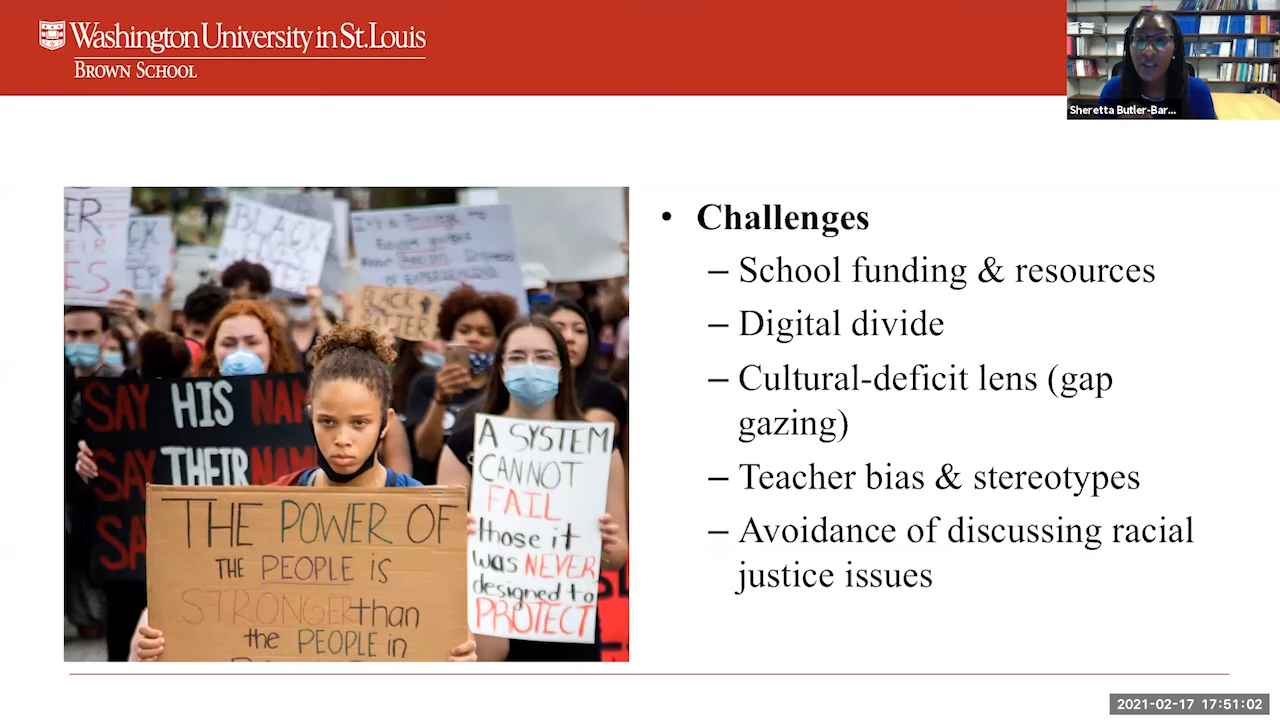 Washington University in St. Louis
BROWN SCHOOL
Sheretta Butler-Bar...
• Challenges
– School funding & resources
– Digital divide
– Cultural-deficit lens (gap
gazing)
– Teacher bias & stereotypes
– Avoidance of discussing racial
justice issues
BLACK
SAY HIS NAM
SAY THEIR NAM
SA
THE POWER OF
THE PEOPLE IS
STRONGER than
the PEOPLE in
A SYSTEM
CANNOT
FAIL
those it
was NEVER
designed to
PROTECT
2021-02-17 17:51:02